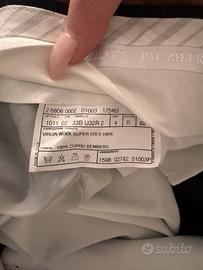 PAL ZILERI
2 6806 0002 01003 175463
1011 02 33B U32R 2 4 R
VIRGIN WOOL SUPER 120'S 100%
100% CUPRO BEMBERG
1598 02782 01003P
subito